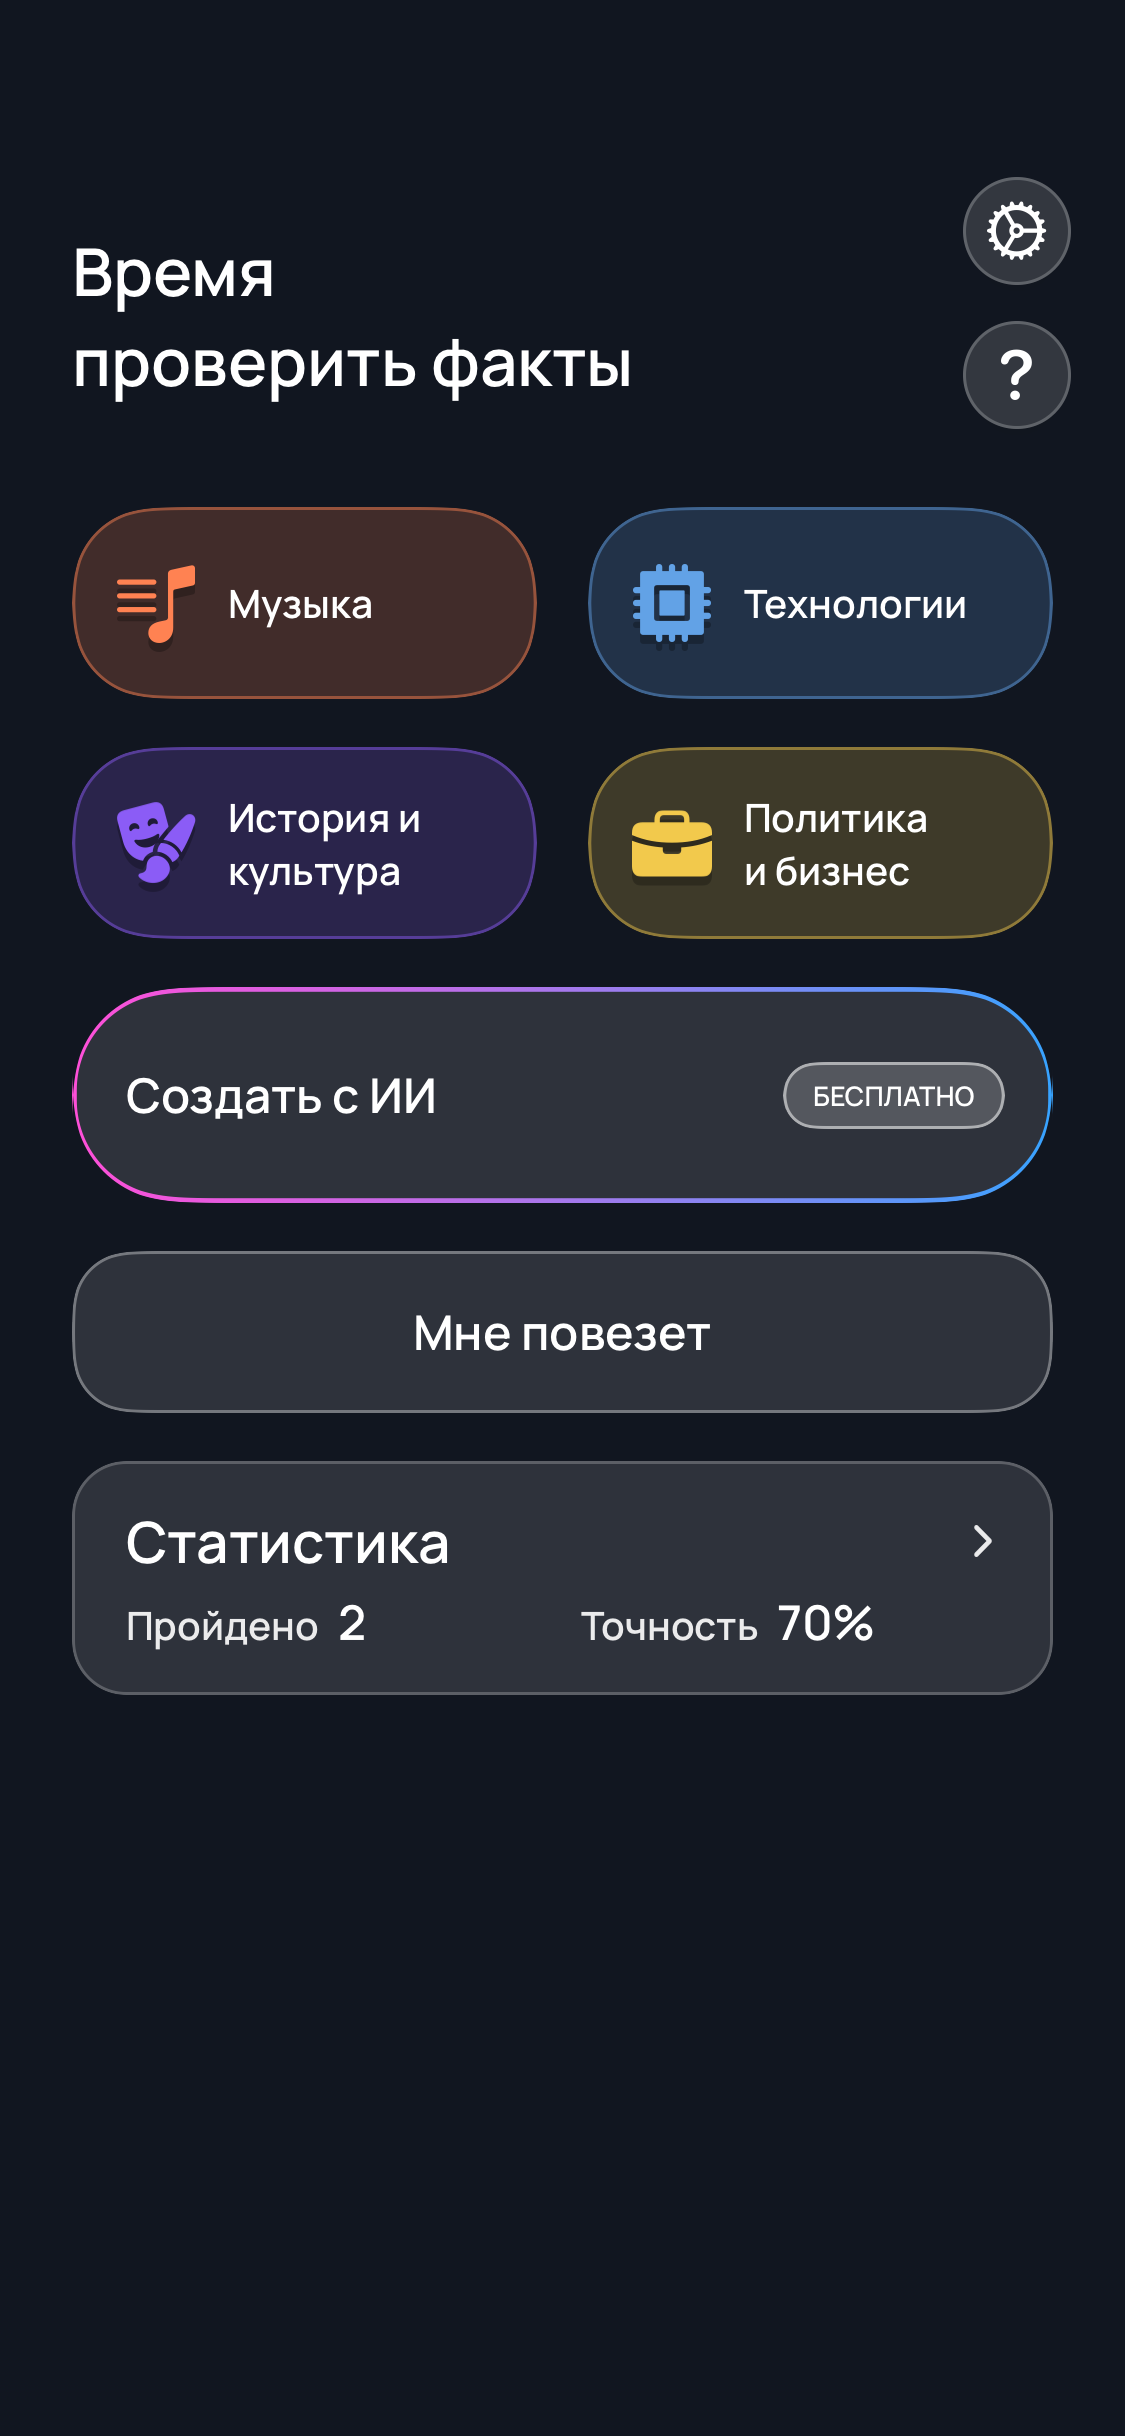 Время
проверить факты
?
Музыка
Технологии
История и
культура
Политика
и бизнес
Создать с ИИ
БЕСПЛАТНО
Мне повезет
Статистика
Пройдено 2
Точность 70%